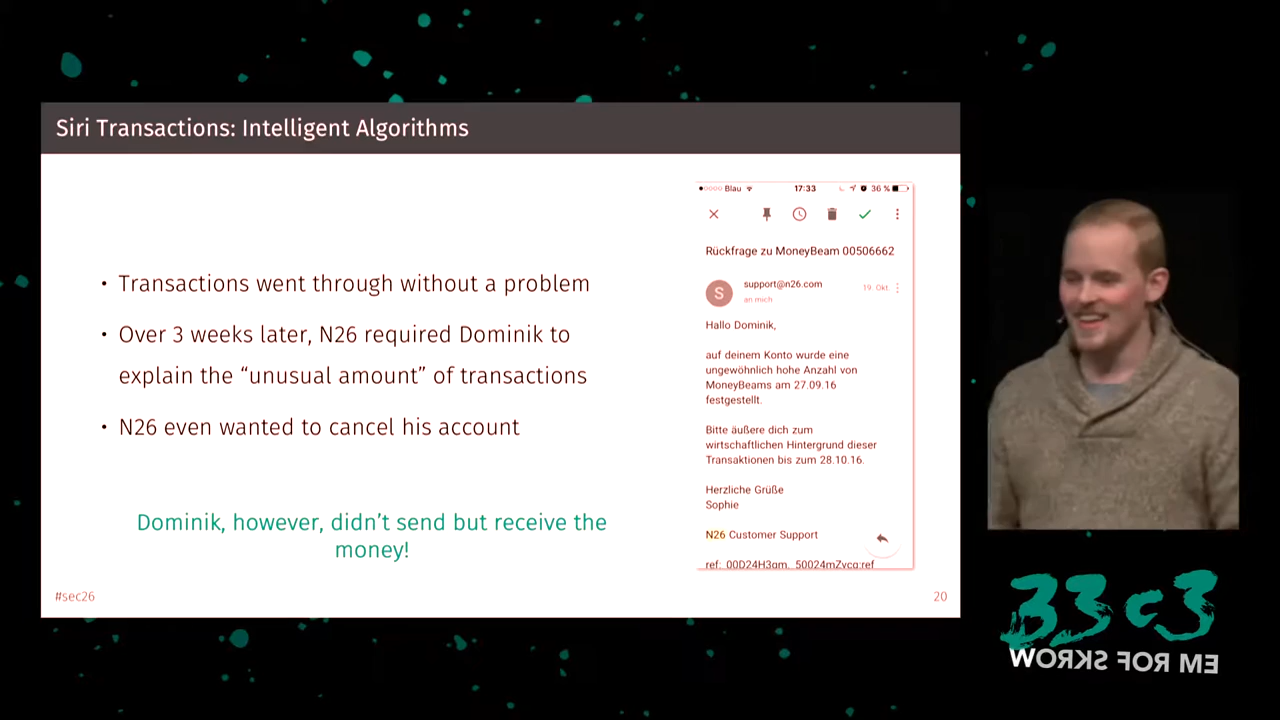 Siri Transactions: Intelligent Algorithms
• Transactions went through without a problem
• Over 3 weeks later, N26 required Dominik to
explain the “unusual amount” of transactions
• N26 even wanted to cancel his account
Dominik, however, didn’t send but receive the
money!
#sec26
20
Blau 17:33 36 %
Rückfrage zu MoneyBeam 00506662
S
support@n26.com 19. Okt.
an mich
Hallo Dominik,
auf deinem Konto wurde eine
ungewöhnlich hohe Anzahl von
MoneyBeams am 27.09.16
festgestellt.
Bitte äußere dich zum
wirtschaftlichen Hintergrund dieser
Transaktionen bis zum 28.10.16.
Herzliche Grüße
Sophie
N26 Customer Support
ref:_00D24H3qm._50024mZvcq:ref
33c3
WORKS FOR ME